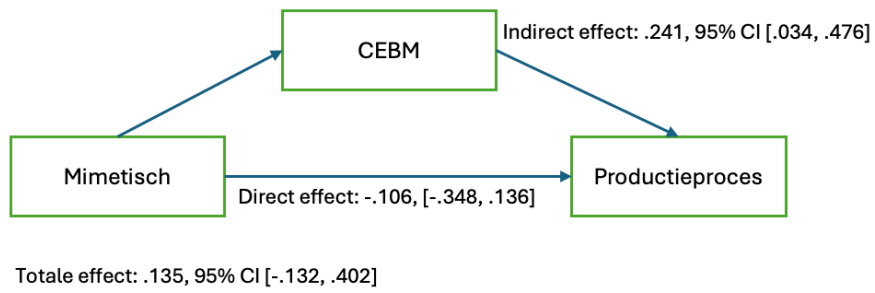 Indirect effect: .241, 95% CI [.034, .476]
CEBM
Mimetisch
Productieproces
Direct effect: -.106, [-.348, .136]
Totale effect: .135, 95% CI [-.132, .402]